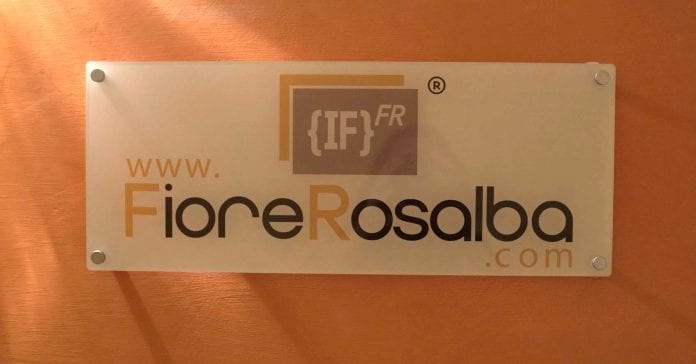 {IF}FR ®
www.
FioreRosalba
.com